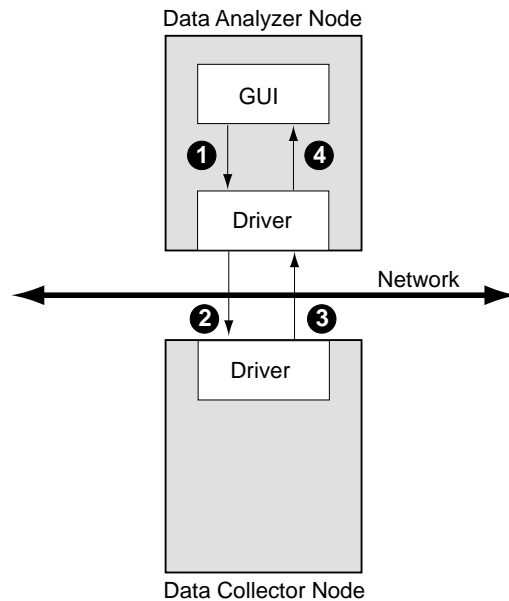 Data Analyzer Node
GUI
1
4
Driver
Network
2
3
Driver
Data Collector Node